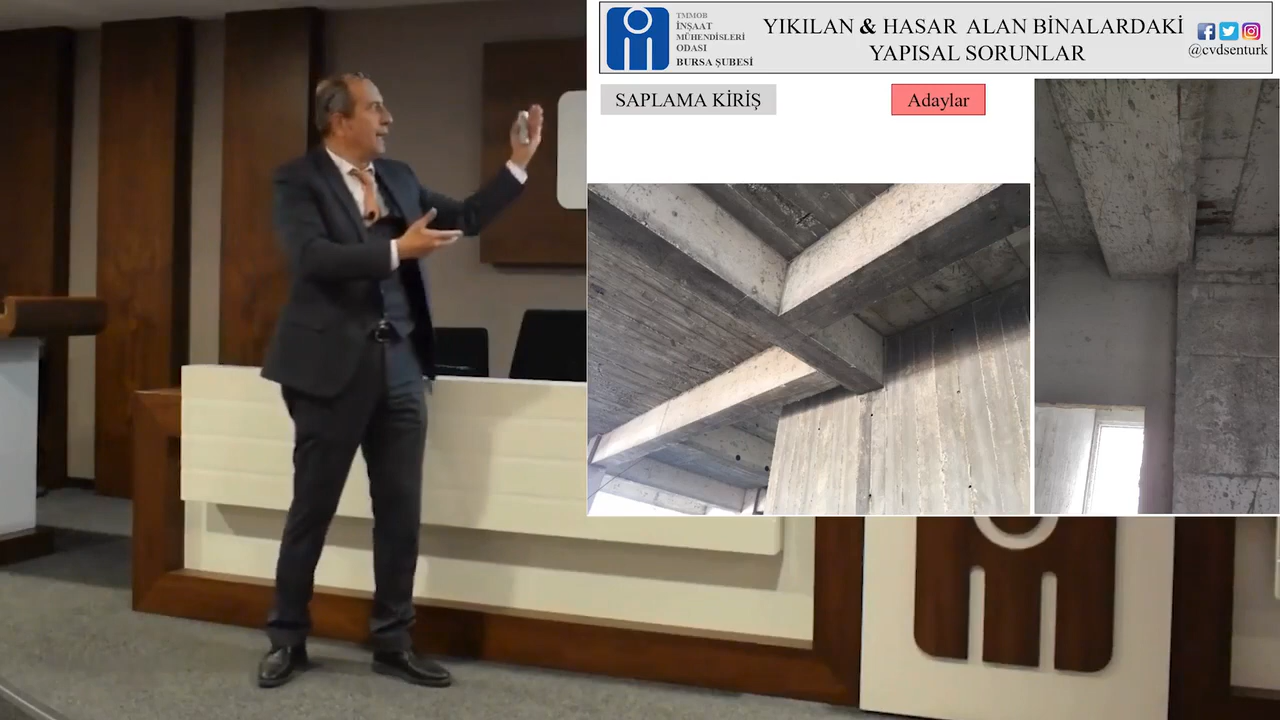 TMMOB
İNŞAAT
MÜHENDİSLERİ
ODASI
BURSA ŞUBESİ
YIKILAN & HASAR ALAN BİNALARDAKİ
YAPISAL SORUNLAR
@cvdsenturk
SAPLAMA KİRİŞ
Adaylar